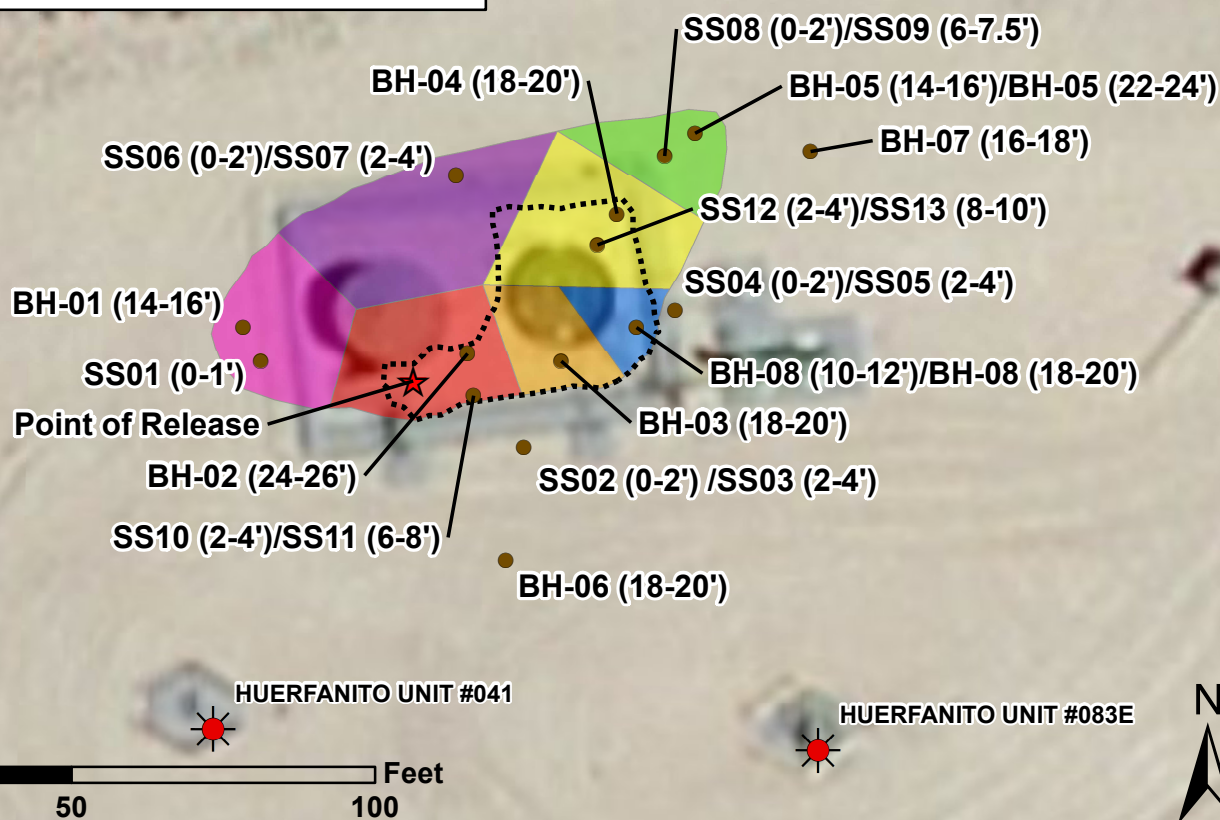 SS08 (0-2')/SS09 (6-7.5')
BH-04 (18-20')
BH-05 (14-16')/BH-05 (22-24')
BH-07 (16-18')
SS06 (0-2')/SS07 (2-4')
SS12 (2-4')/SS13 (8-10')
SS04 (0-2')/SS05 (2-4')
BH-01 (14-16')
SS01 (0-1')
BH-08 (10-12')/BH-08 (18-20')
Point of Release
BH-03 (18-20')
BH-02 (24-26')
SS02 (0-2') /SS03 (2-4')
SS10 (2-4')/SS11 (6-8')
BH-06 (18-20')
HUERFANITO UNIT #041
HUERFANITO UNIT #083E
N
Feet
50 100